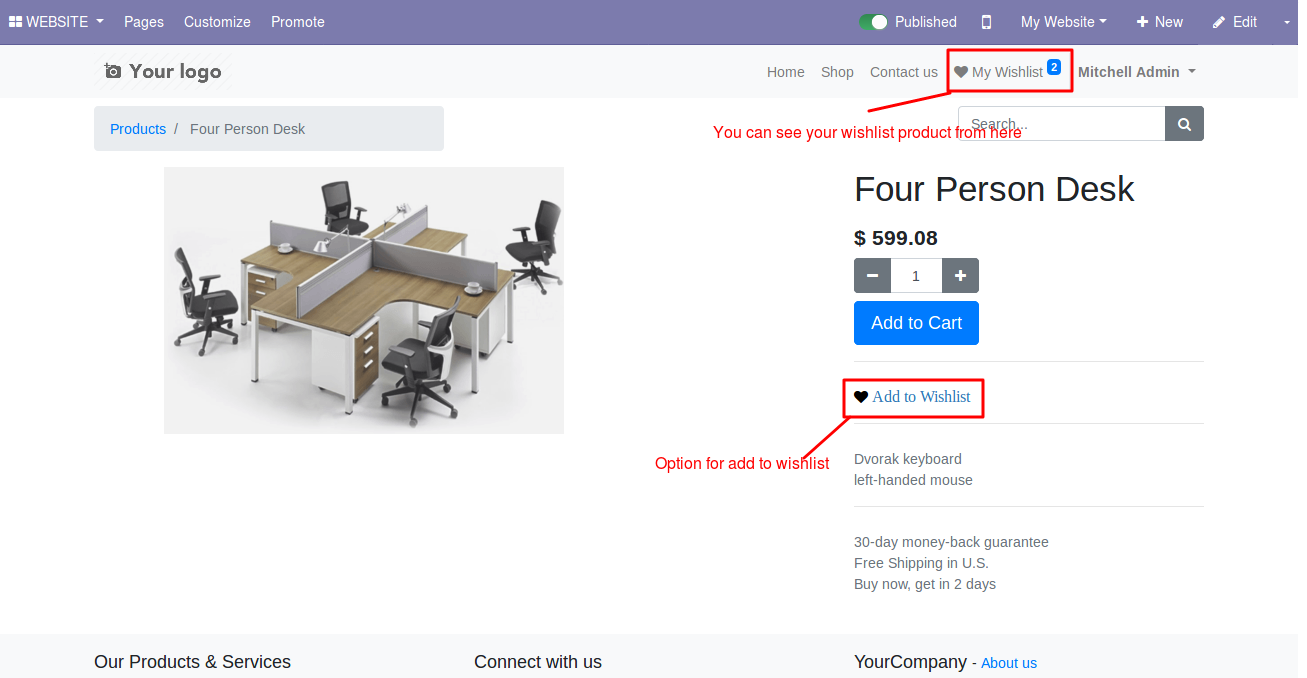 WEBSITE Pages Customize Promote Published My Website New Edit
Your logo Home Shop Contact us My Wishlist 2 Mitchell Admin
Products / Four Person Desk
Search...
You can see your wishlist product from here
Four Person Desk
$ 599.08
1
Add to Cart
Add to Wishlist
Option for add to wishlist
Dvorak keyboard
left-handed mouse
30-day money-back guarantee
Free Shipping in U.S.
Buy now, get in 2 days
Our Products & Services Connect with us YourCompany - About us